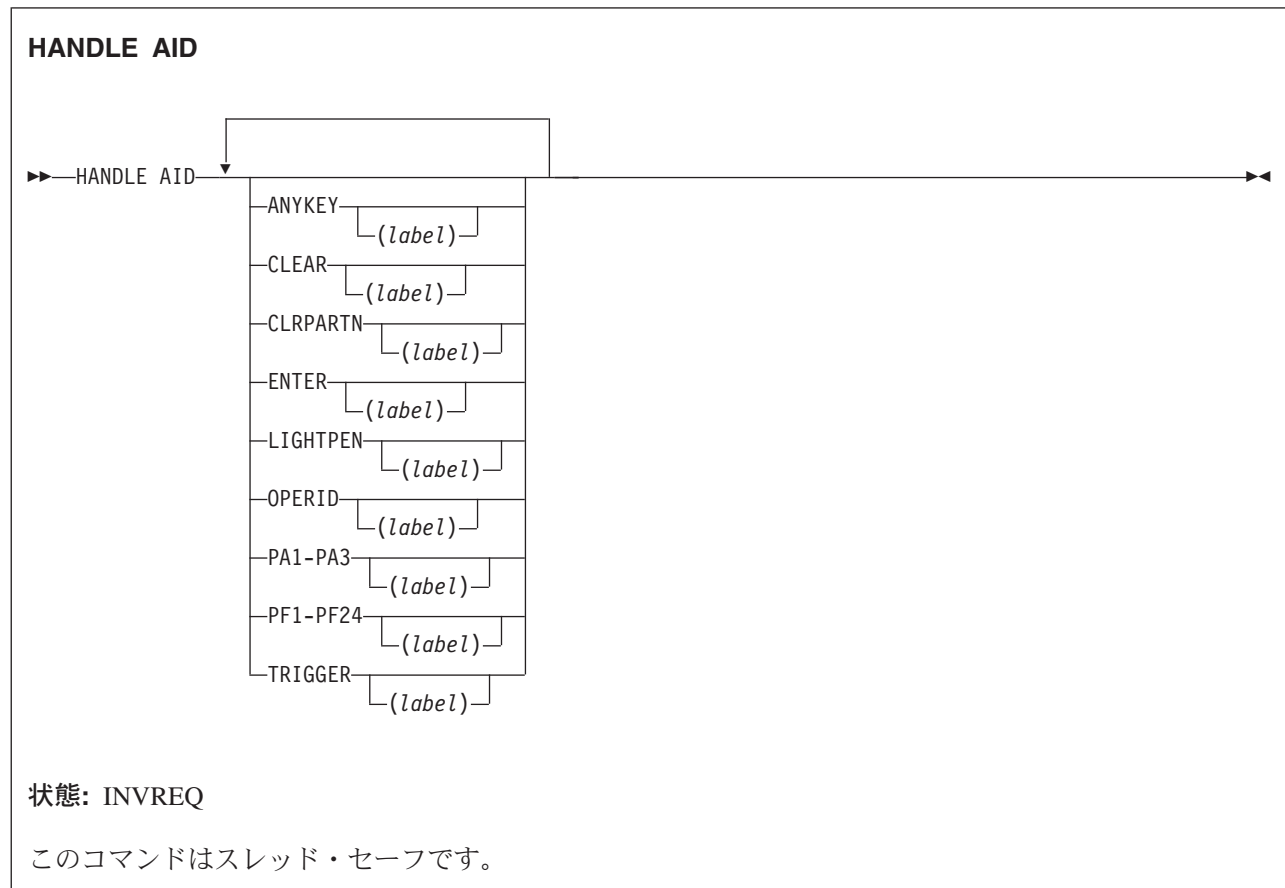 HANDLE AID
HANDLE AID
ANYKEY
(label)
CLEAR
(label)
CLRPARTN
(label)
ENTER
(label)
LIGHTPEN
(label)
OPERID
(label)
PA1-PA3
(label)
PF1-PF24
(label)
TRIGGER
(label)
状態: INVREQ
このコマンドはスレッド・セーフです。